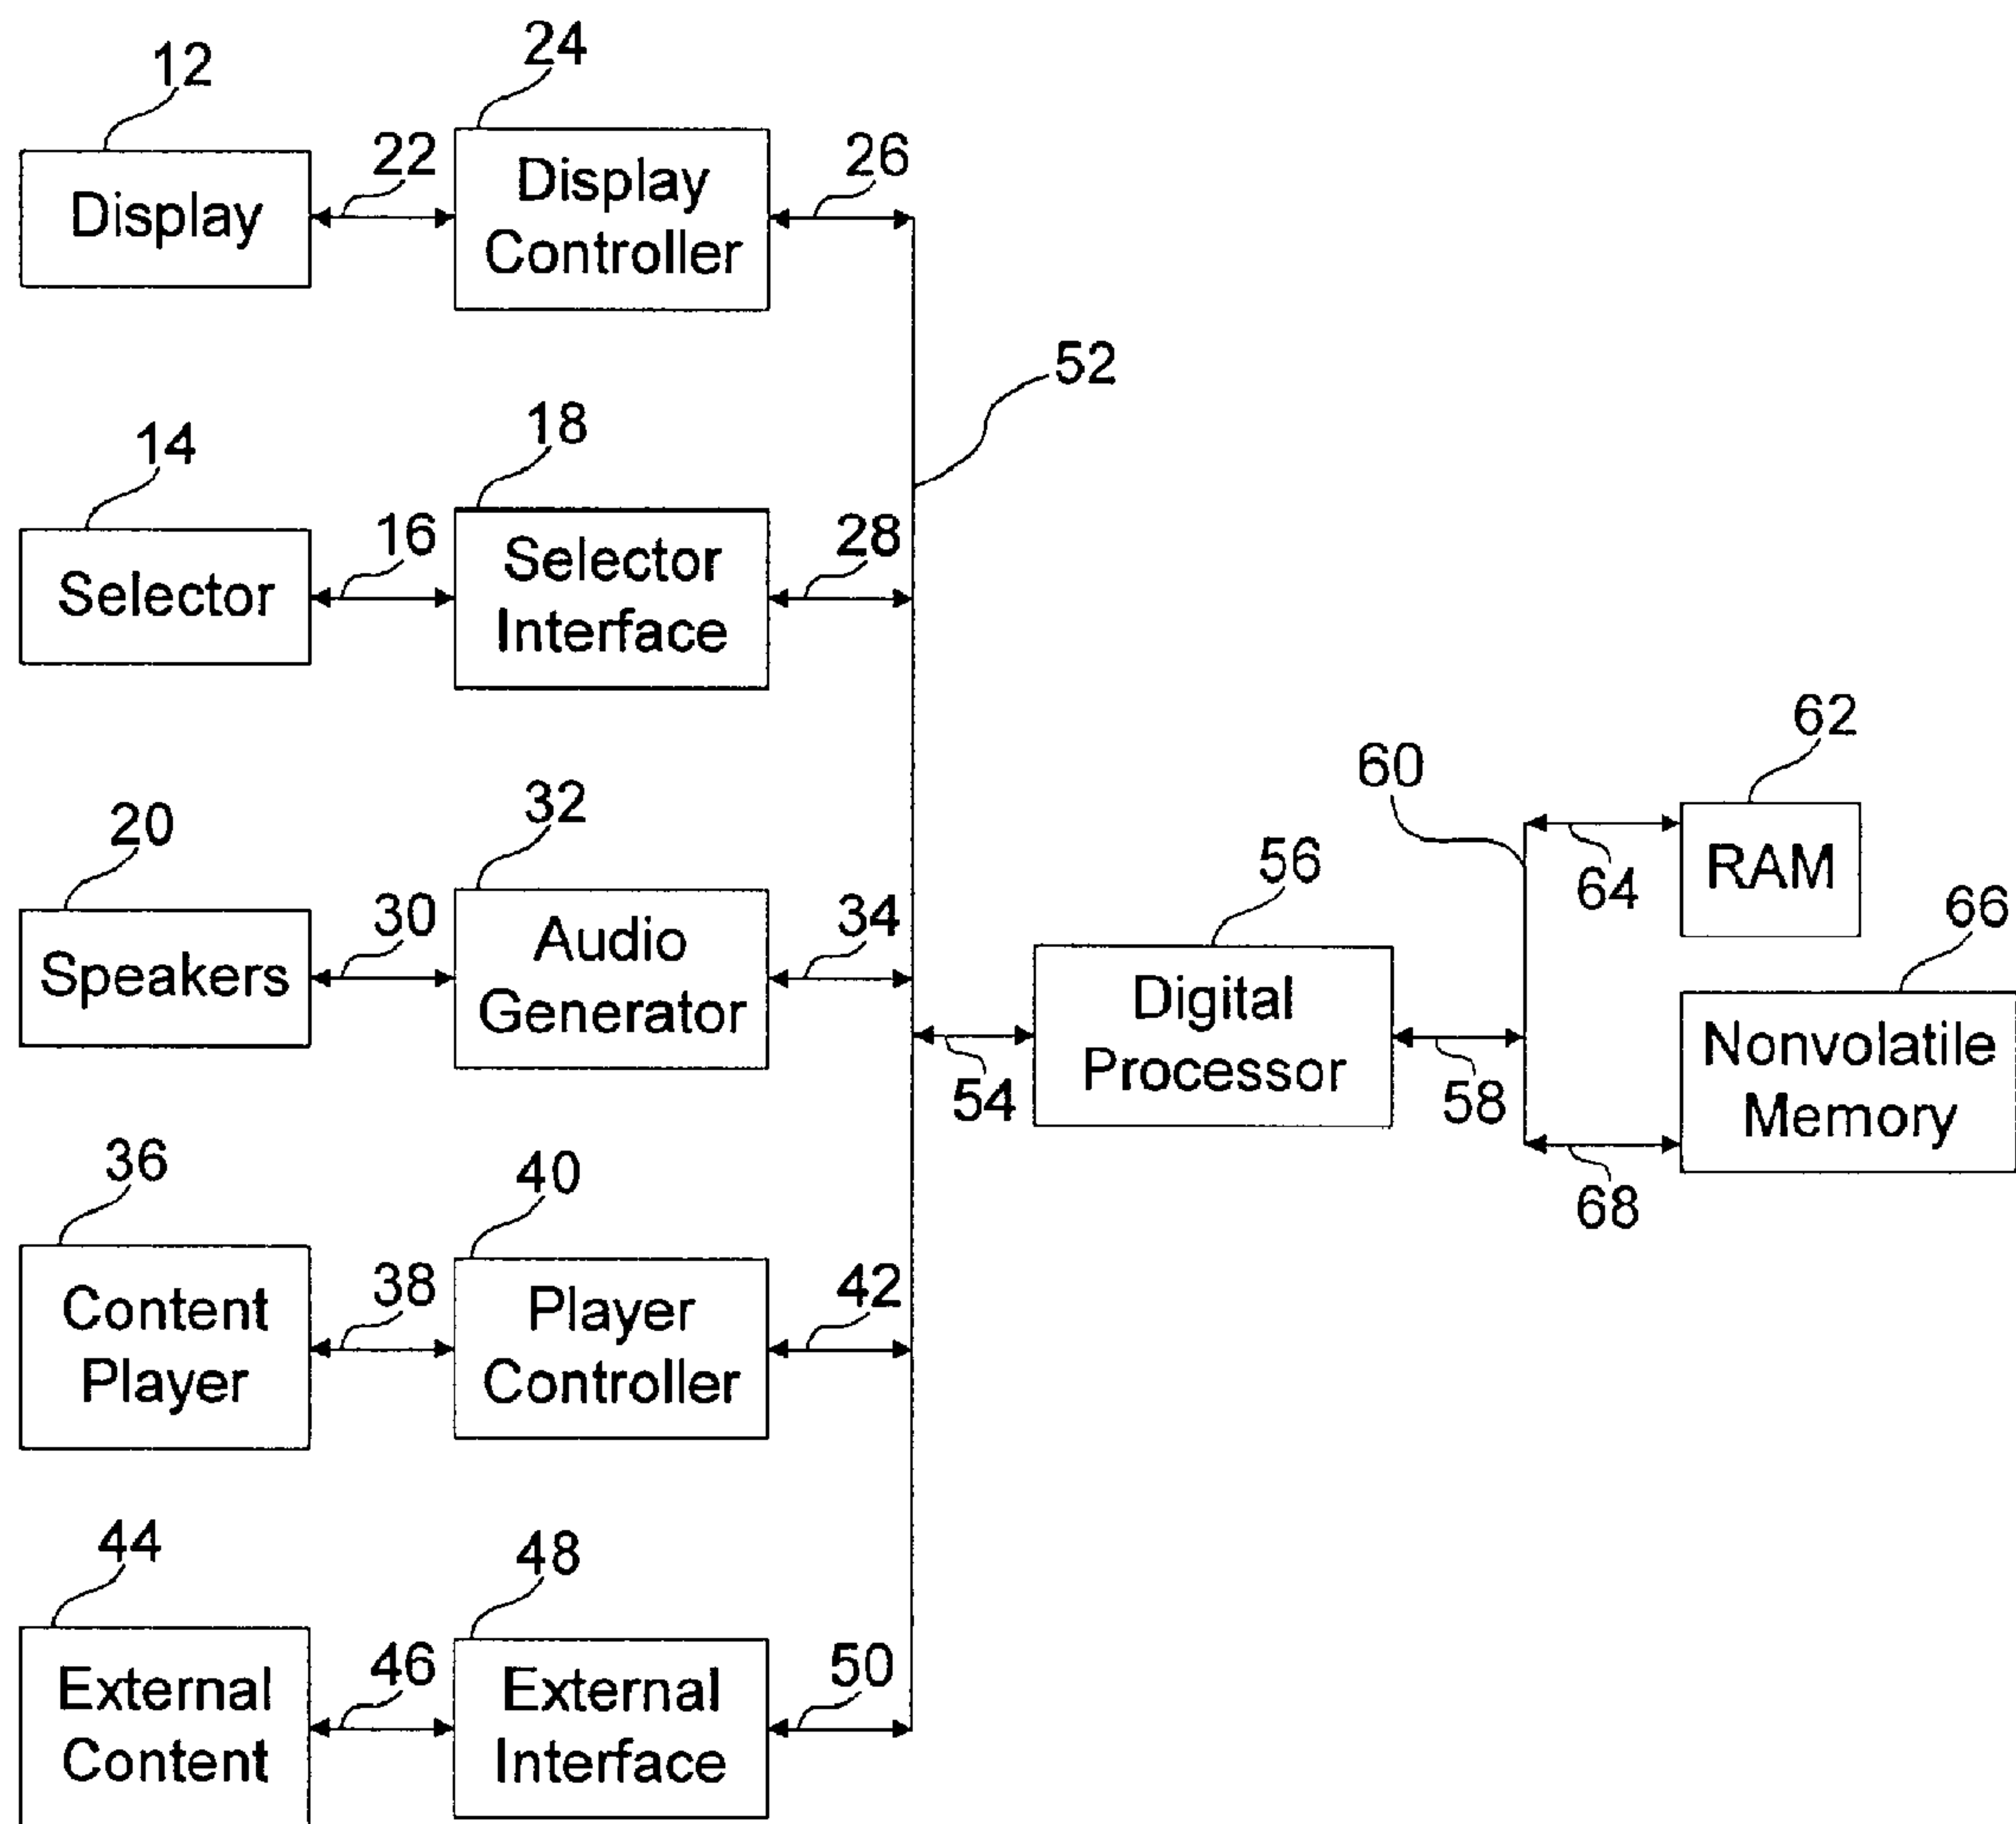 24
12
22
26
Display
Display
Controller
52
18
14
16
28
Selector
Selector
Interface
62
60
32
20
56
64
RAM
30
34
66
Speakers
Audio
Generator
Digital
Processor
54
58
Nonvolatile
Memory
68
36
40
38
42
Content
Player
Player
Controller
44
48
46
50
External
Content
External
Interface